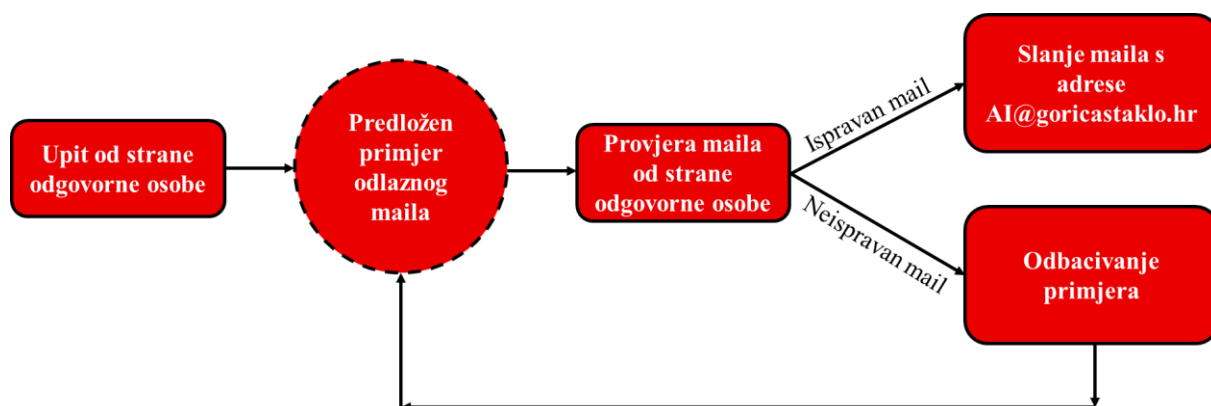 Upit od strane
odgovorne osobe
Predložen
primjer
odlaznog
maila
Provjera maila
od strane
odgovorne osobe
Ispravan mail
Neispravan mail
Slanje maila s
adrese
AI@goricastaklo.hr
Odbacivanje
primjera